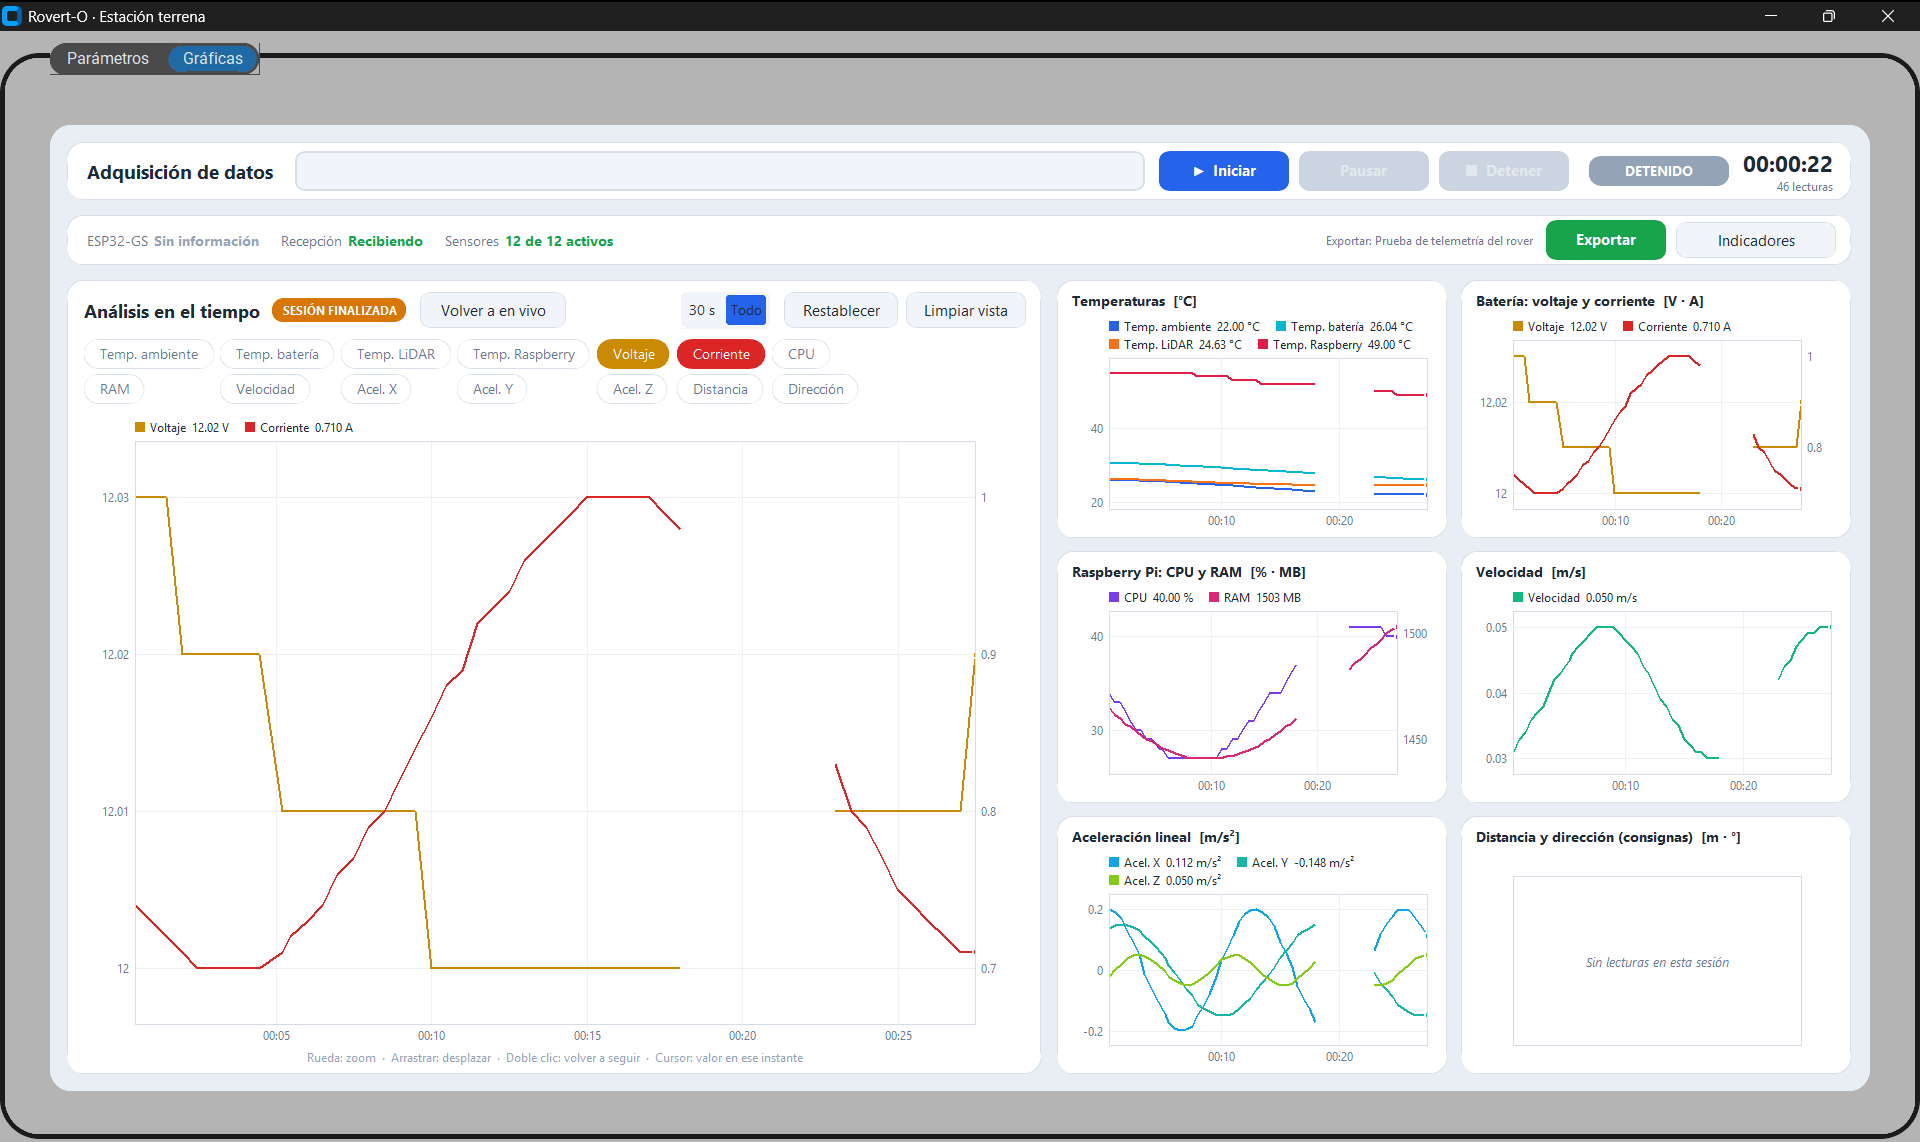 Rovert-O · Estación terrena
Parámetros Gráficas
Adquisición de datos
► Iniciar
Pausar
■ Detener
DETENIDO
00:00:22
46 lecturas
ESP32-GS Sin información Recepción Recibiendo Sensores 12 de 12 activos
Exportar: Prueba de telemetría del rover
Exportar
Indicadores
Análisis en el tiempo
SESIÓN FINALIZADA
Volver a en vivo
30 s Todo
Restablecer
Limpiar vista
Temp. ambiente Temp. batería Temp. LiDAR Temp. Raspberry Voltaje Corriente CPU
RAM Velocidad Acel. X Acel. Y Acel. Z Distancia Dirección
Voltaje 12.02 V Corriente 0.710 A
12.03 1
12.02 0.9
12.01 0.8
12 0.7
00:05 00:10 00:15 00:20 00:25
Rueda: zoom · Arrastrar: desplazar · Doble clic: volver a seguir · Cursor: valor en ese instante
Temperaturas [°C]
Temp. ambiente 22.00 °C Temp. batería 26.04 °C
Temp. LiDAR 24.63 °C Temp. Raspberry 49.00 °C
40
20
00:10 00:20
Batería: voltaje y corriente [V · A]
Voltaje 12.02 V Corriente 0.710 A
1
12.02
0.8
12
00:10 00:20
Raspberry Pi: CPU y RAM [% · MB]
CPU 40.00 % RAM 1503 MB
40 1500
30 1450
00:10 00:20
Velocidad [m/s]
Velocidad 0.050 m/s
0.05
0.04
0.03
00:10 00:20
Aceleración lineal [m/s²]
Acel. X 0.112 m/s² Acel. Y -0.148 m/s²
Acel. Z 0.050 m/s²
0.2
0
-0.2
00:10 00:20
Distancia y dirección (consignas) [m · °]
Sin lecturas en esta sesión